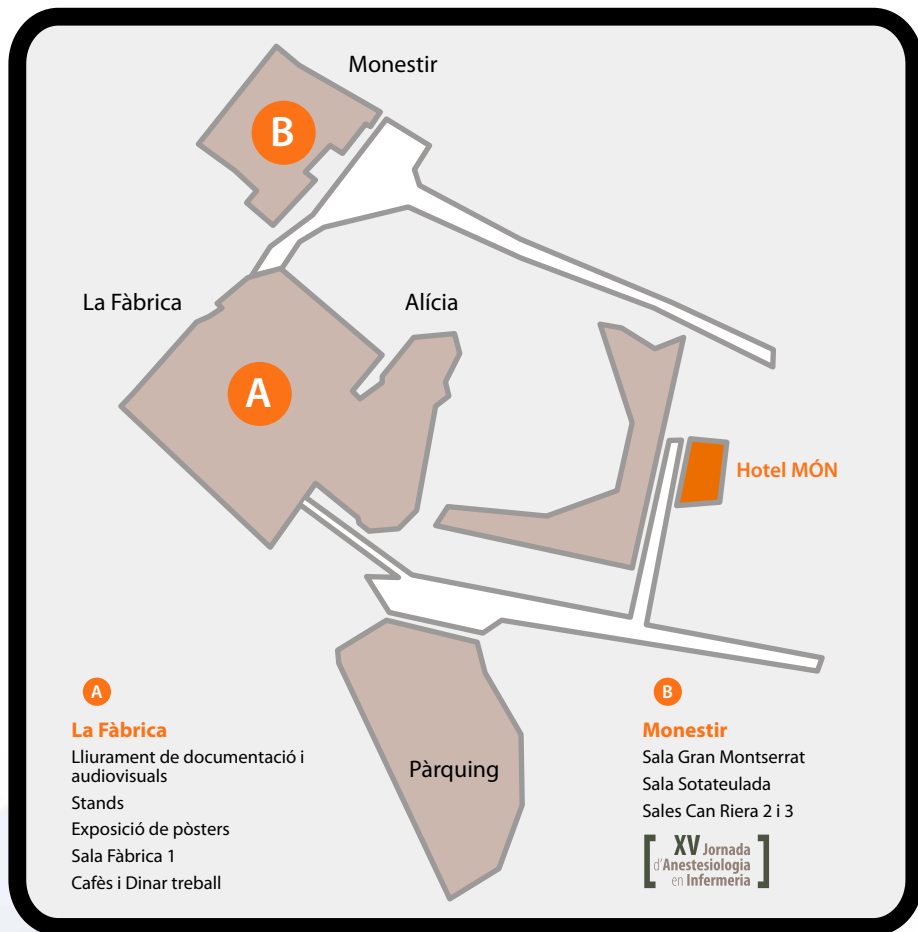 Monestir
B
La Fàbrica
Alícia
A
Hotel MÓN
Pàrquing
A
La Fàbrica
Lliurament de documentació i
audiovisuals
Stands
Exposició de pòsters
Sala Fàbrica 1
Cafès i Dinar treball
B
Monestir
Sala Gran Montserrat
Sala Sotateulada
Sales Can Riera 2 i 3
XV Jornada
d'Anestesiologia
en Infermeria